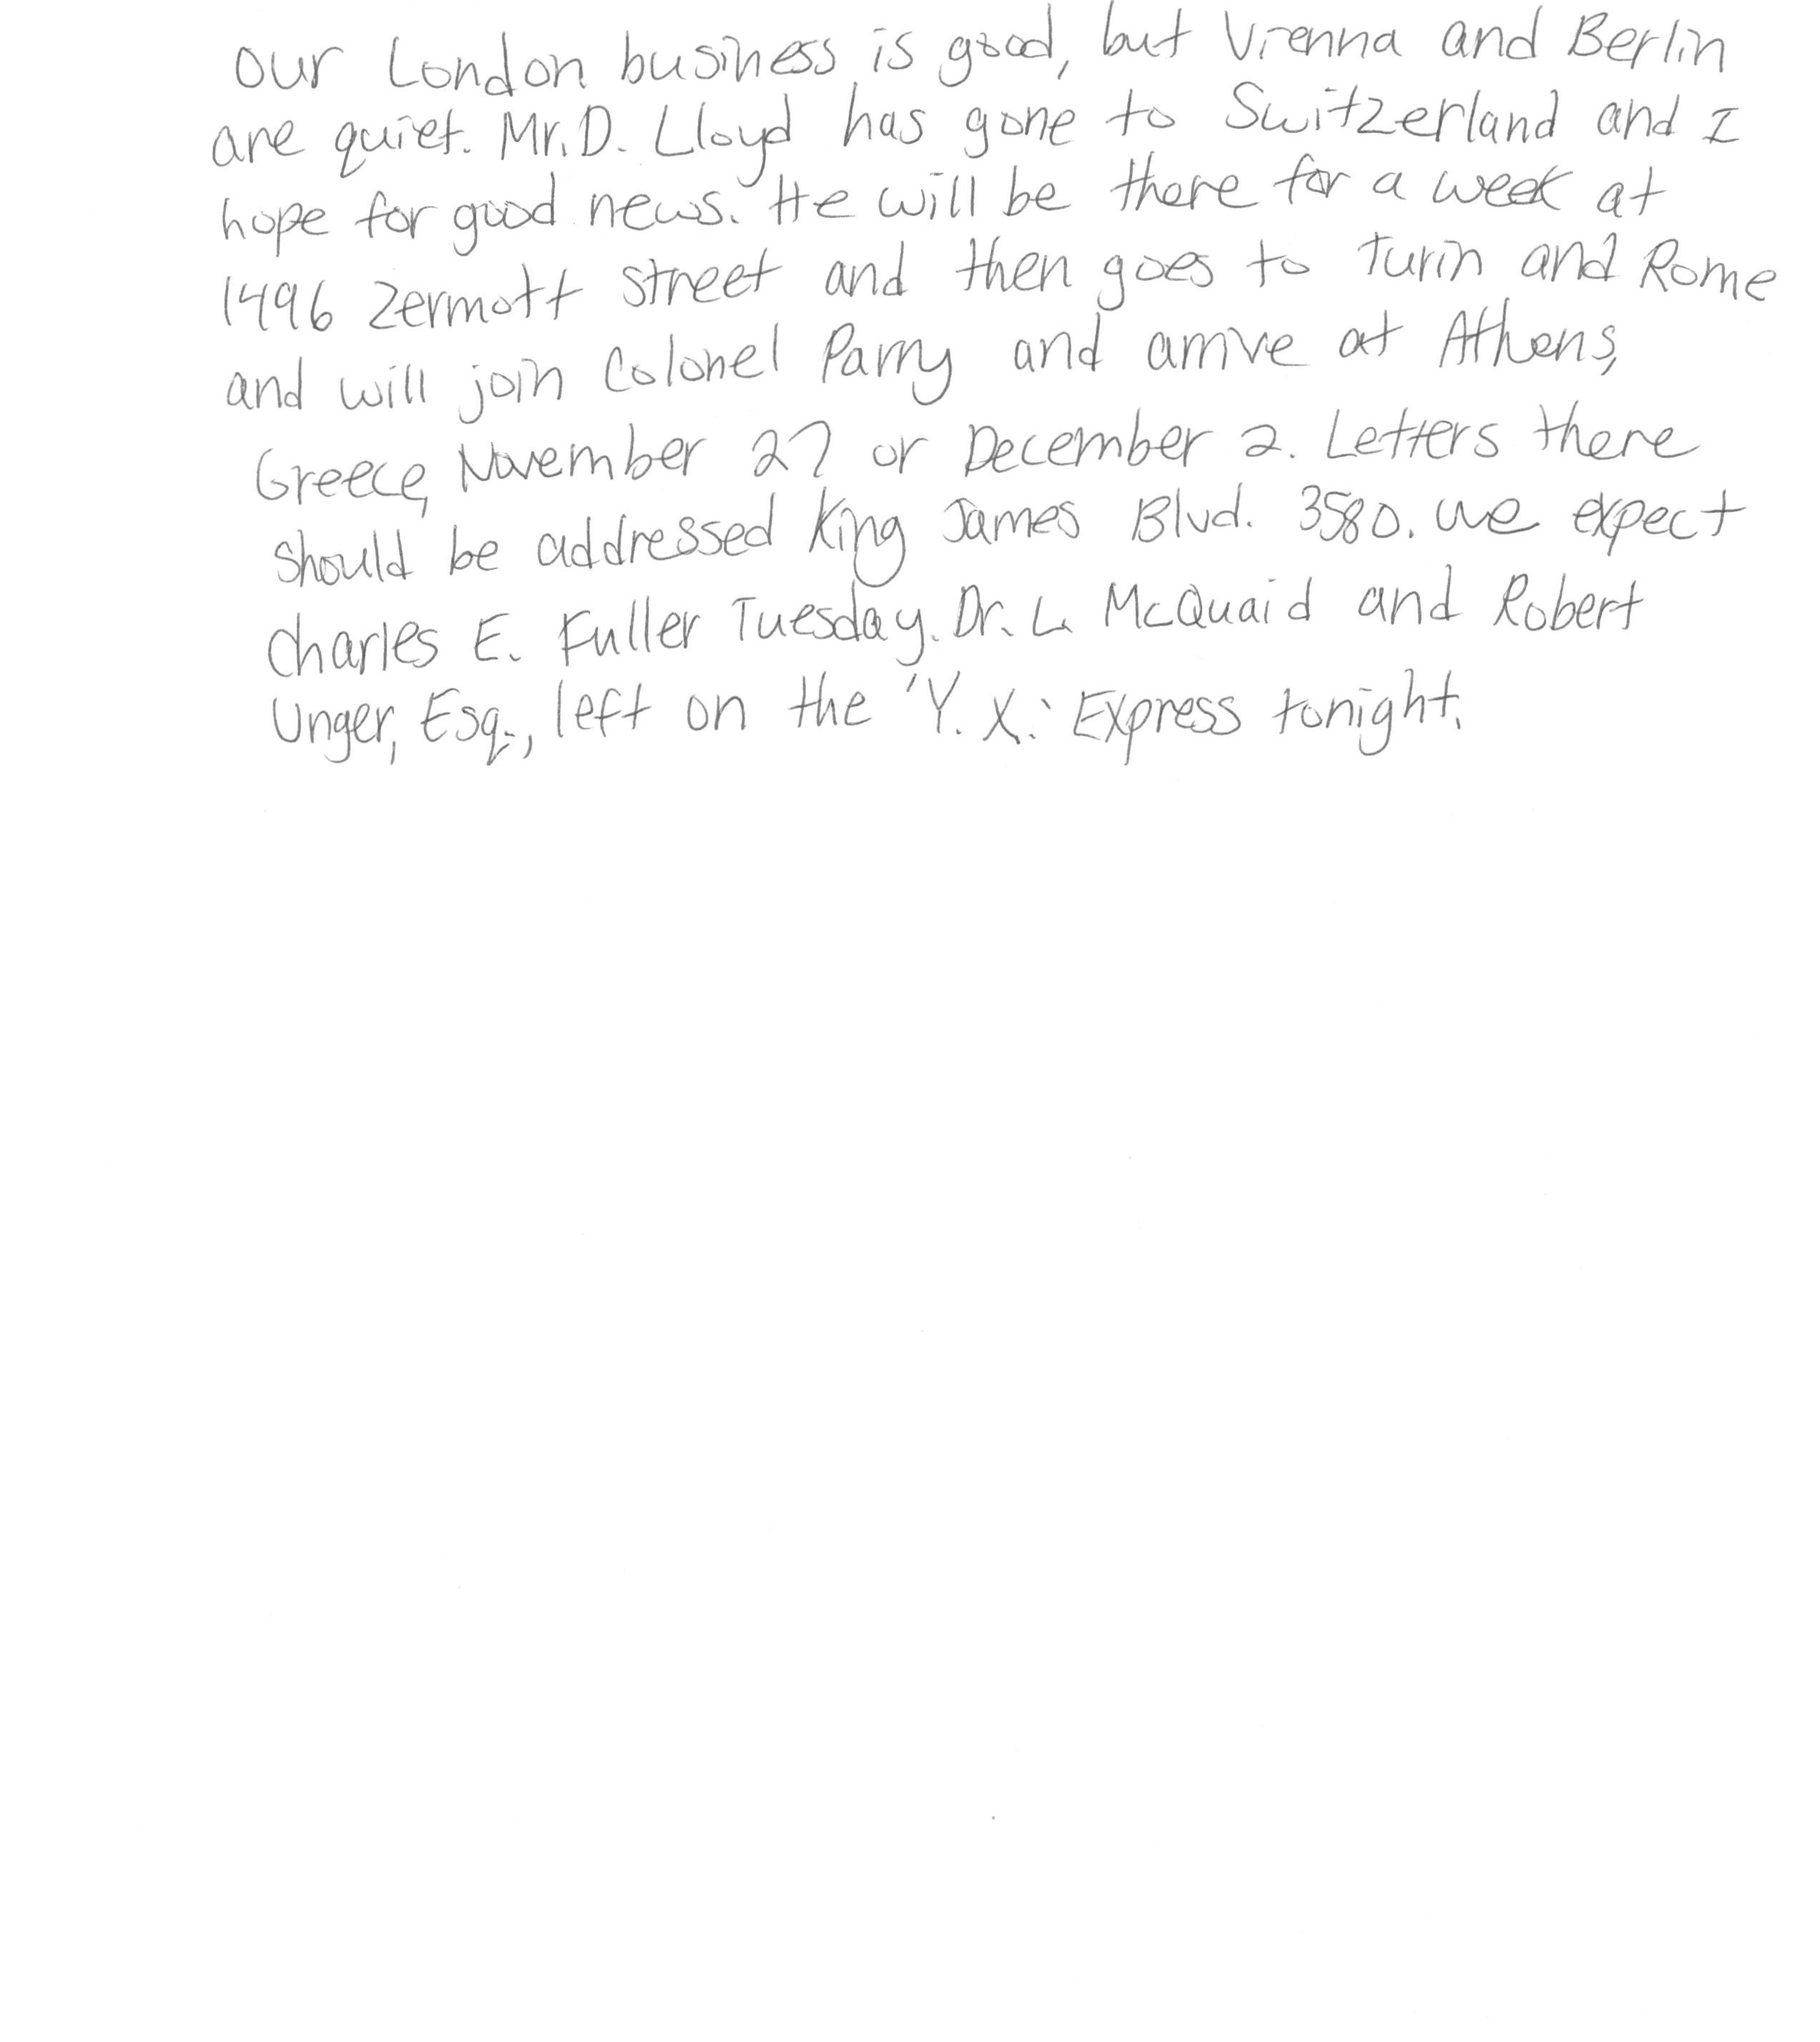 Our London business is good, but Vienna and Berlin
are quiet. Mr. D. Lloyd has gone to Switzerland and I
hope for good news. He will be there for a week at
1496 Zermott street and then goes to Turin and Rome
and will join Colonel Parry and arrive at Athens,
Greece, November 27 or December 2. Letters there
should be addressed King James Blvd. 3580. We expect
Charles E. Fuller Tuesday. Dr. L. McQuaid and Robert
Unger, Esq., left on the 'Y. X.' Express tonight.